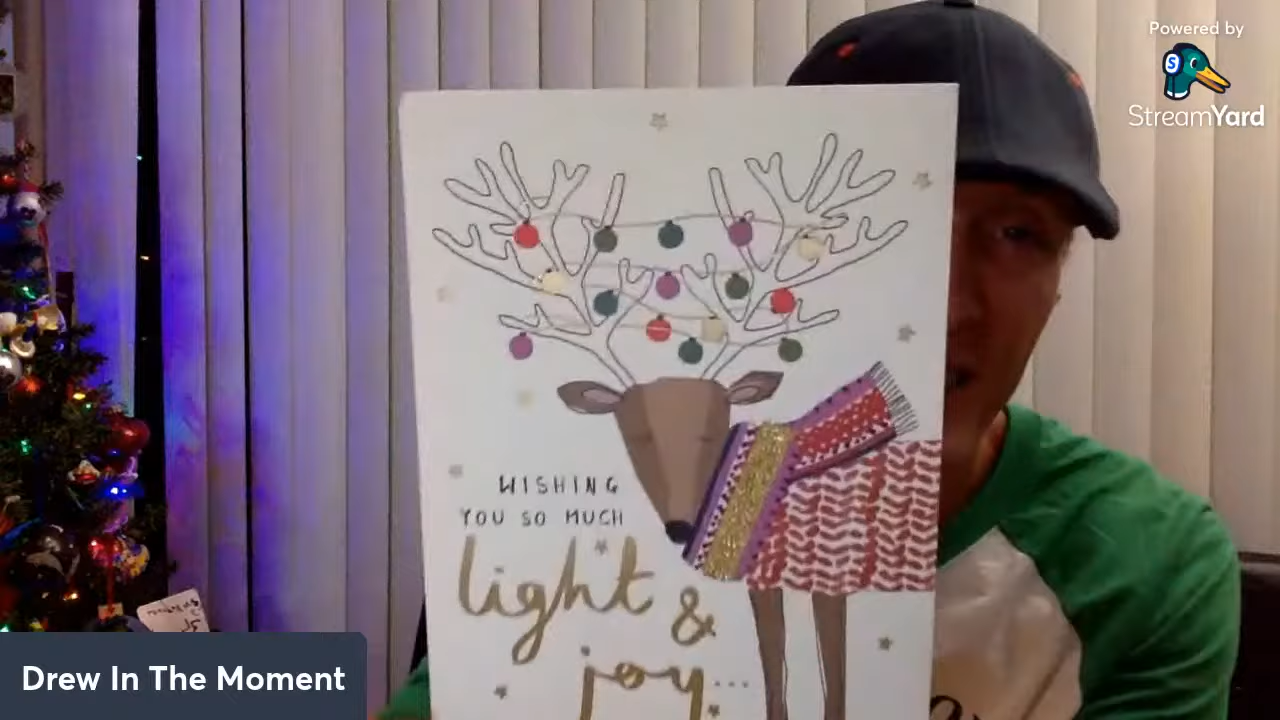 Powered by
StreamYard
WISHING
YOU SO MUCH
light &
joy...
Drew In The Moment